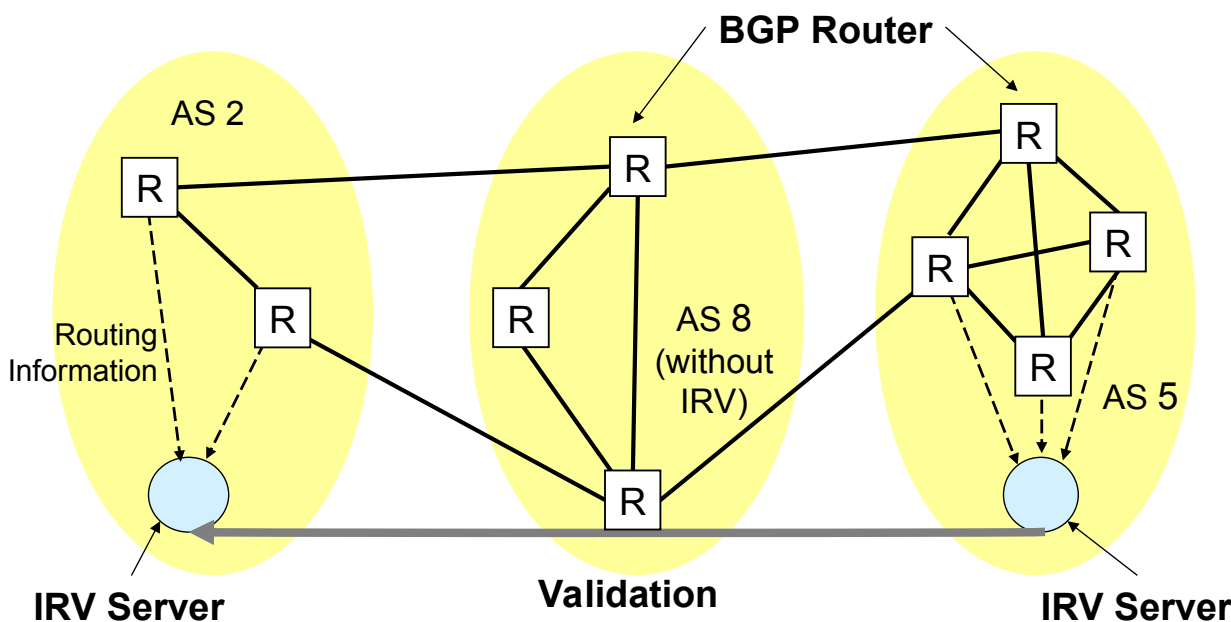 BGP Router
AS 2
R
R
R
R
R
R
R
R
R
Routing
Information
AS 8
(without
IRV)
AS 5
IRV Server
Validation
IRV Server